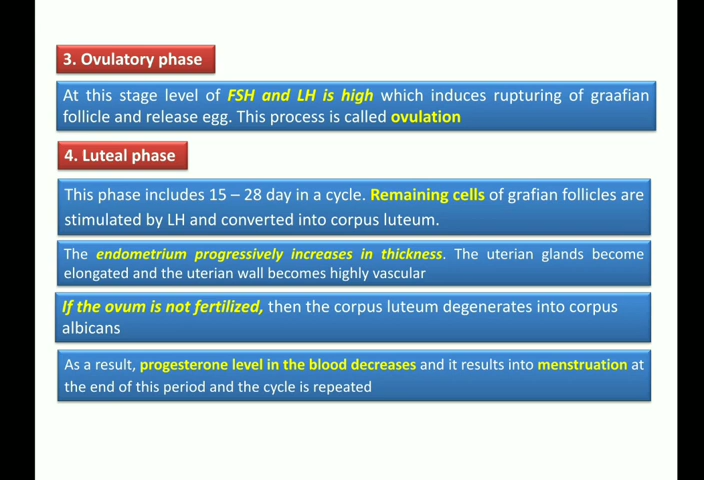 3. Ovulatory phase
At this stage level of FSH and LH is high which induces rupturing of graafian
follicle and release egg. This process is called ovulation
4. Luteal phase
This phase includes 15 – 28 day in a cycle. Remaining cells of grafian follicles are
stimulated by LH and converted into corpus luteum.
The endometrium progressively increases in thickness. The uterian glands become
elongated and the uterian wall becomes highly vascular
If the ovum is not fertilized, then the corpus luteum degenerates into corpus
albicans
As a result, progesterone level in the blood decreases and it results into menstruation at
the end of this period and the cycle is repeated